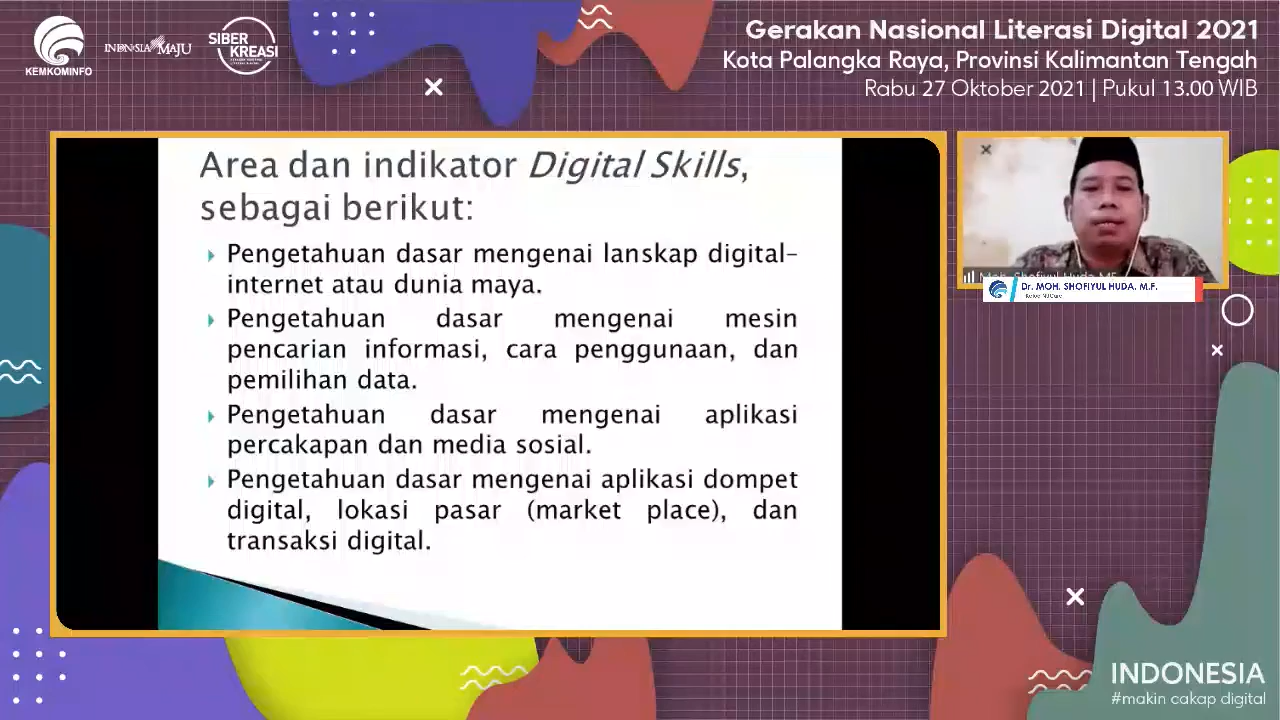 KEMKOMINFO
INDONESIA MAJU
SIBER
KREASI
Gerakan Nasional Literasi Digital 2021
Kota Palangka Raya, Provinsi Kalimantan Tengah
Rabu 27 Oktober 2021 | Pukul 13.00 WIB
Area dan indikator Digital Skills,
sebagai berikut:
Pengetahuan dasar mengenai lanskap digital–
internet atau dunia maya.
Pengetahuan dasar mengenai mesin
pencarian informasi, cara penggunaan, dan
pemilihan data.
Pengetahuan dasar mengenai aplikasi
percakapan dan media sosial.
Pengetahuan dasar mengenai aplikasi dompet
digital, lokasi pasar (market place), dan
transaksi digital.
Moh. Shofiyul Huda MF
Dr. MOH. SHOFIYUL HUDA. M.F.
INDONESIA
#makin cakap digital